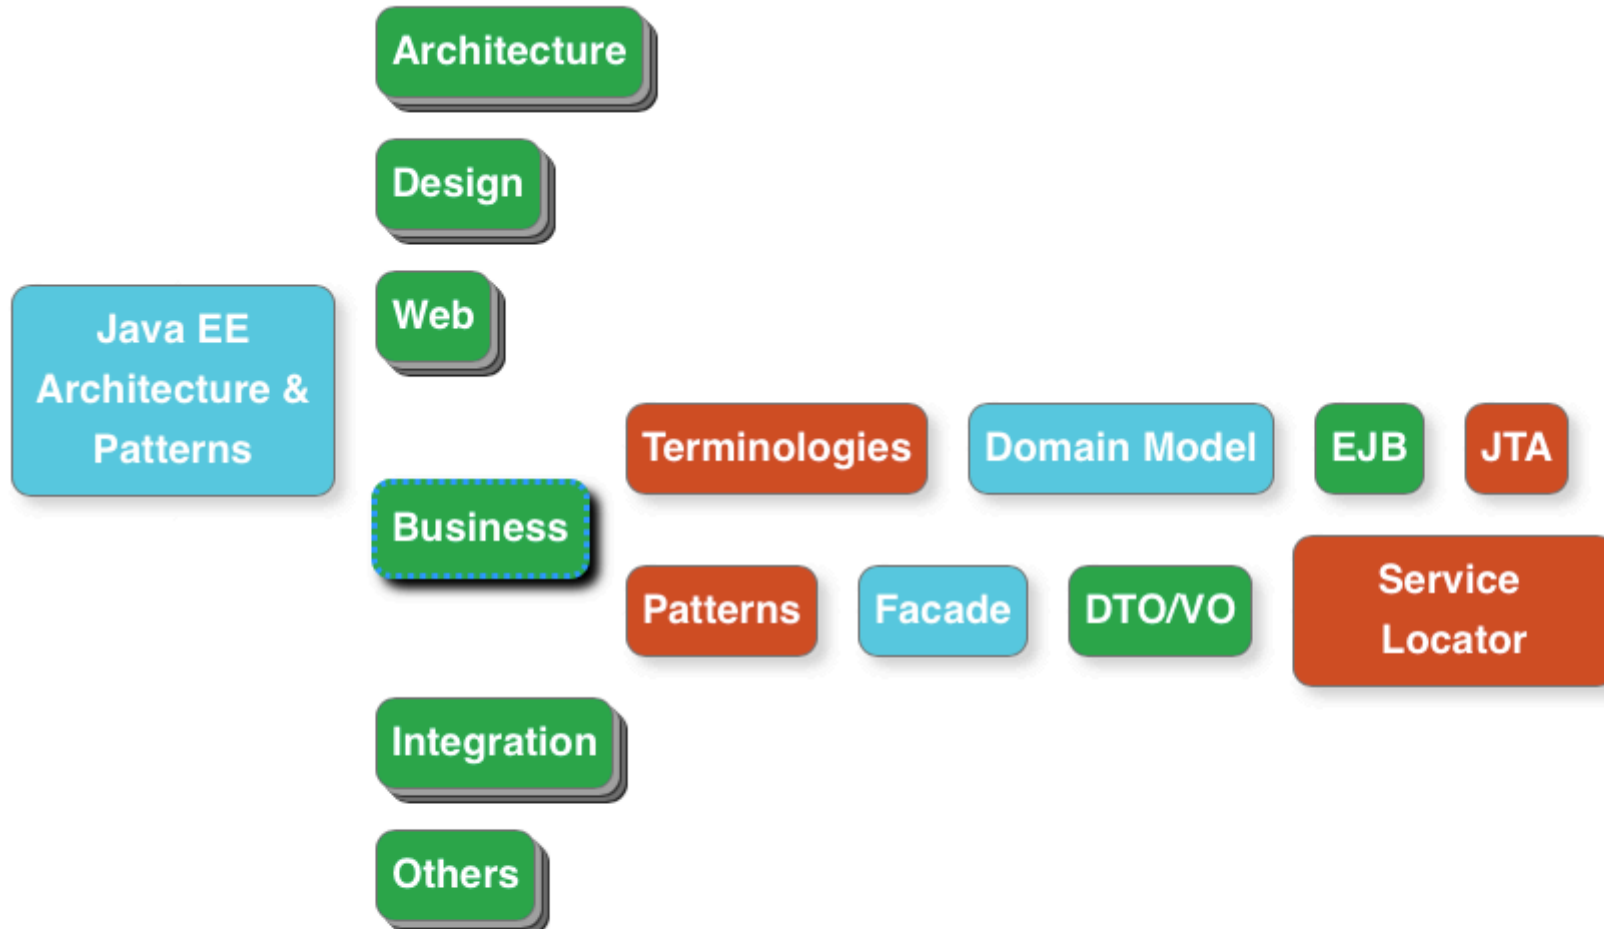 Architecture
Design
Web
Java EE
Architecture &
Patterns
Terminologies
Domain Model
EJB
JTA
Business
Patterns
Facade
DTO/VO
Service
Locator
Integration
Others